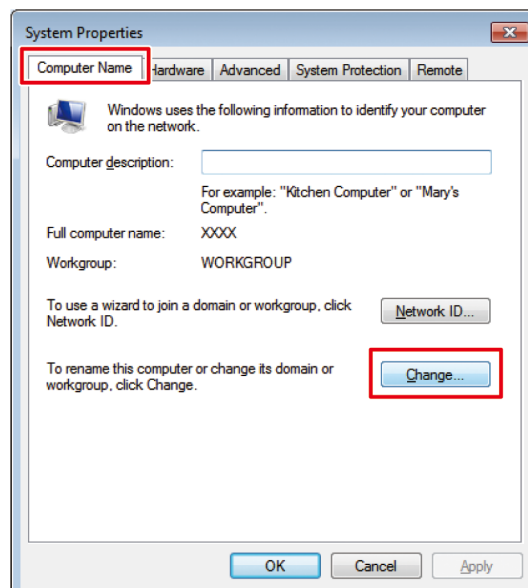 System Properties
Computer Name Hardware Advanced System Protection Remote
Windows uses the following information to identify your computer
on the network.
Computer description:
For example: "Kitchen Computer" or "Mary's
Computer".
Full computer name: XXXX
Workgroup: WORKGROUP
To use a wizard to join a domain or workgroup, click
Network ID.
Network ID...
To rename this computer or change its domain or
workgroup, click Change.
Change...
OK Cancel Apply